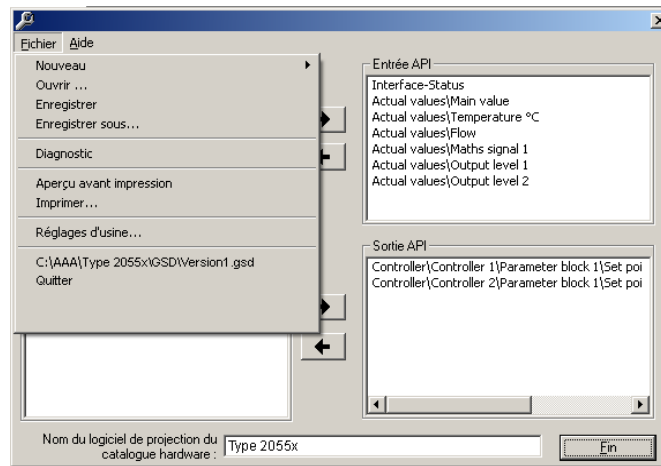 Fichier Aide
Nouveau
Ouvrir ...
Enregistrer
Enregistrer sous...
Diagnostic
Aperçu avant impression
Imprimer...
Réglages d'usine...
C:\AAA\Type 2055x\GSD\Version1.gsd
Quitter
Entrée API
Interface-Status
Actual values\Main value
Actual values\Temperature °C
Actual values\Flow
Actual values\Maths signal 1
Actual values\Output level 1
Actual values\Output level 2
Sortie API
Controller\Controller 1\Parameter block 1\Set poi
Controller\Controller 2\Parameter block 1\Set poi
Nom du logiciel de projection du
catalogue hardware :
Type 2055x
Fin